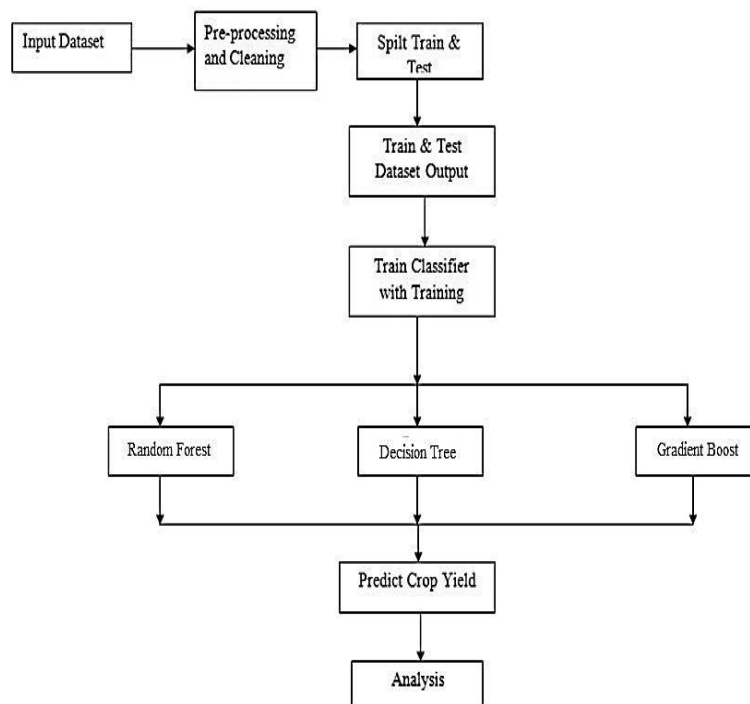 Input Dataset
Pre-processing
and Cleaning
Spilt Train &
Test
Train & Test
Dataset Output
Train Classifier
with Training
Random Forest
Decision Tree
Gradient Boost
Predict Crop Yield
Analysis